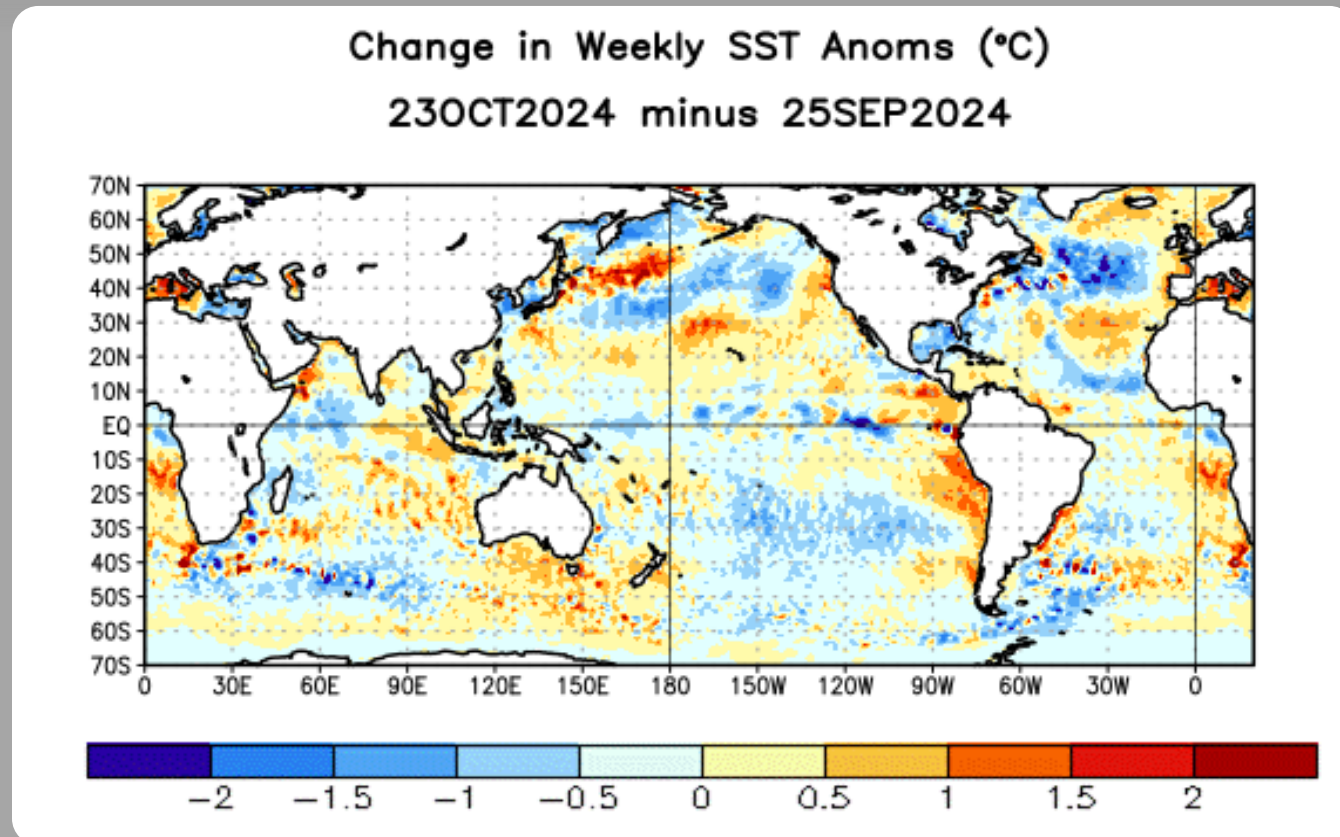 Change in Weekly SST Anoms (°C)
23OCT2024 minus 25SEP2024
70N
60N
50N
40N
30N
20N
10N
EQ
10S
20S
30S
40S
50S
60S
70S
0 30E 60E 90E 120E 150E 180 150W 120W 90W 60W 30W 0
−2 −1.5 −1 −0.5 0 0.5 1 1.5 2